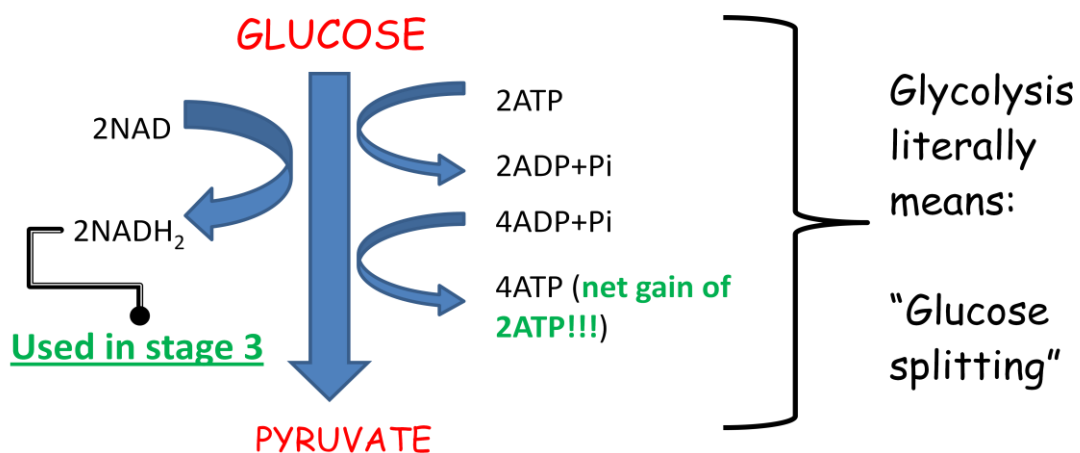 GLUCOSE
2NAD
2NADH₂
Used in stage 3
2ATP
2ADP+Pi
4ADP+Pi
4ATP (net gain of
2ATP!!!)
PYRUVATE
Glycolysis
literally
means:
“Glucose
splitting”